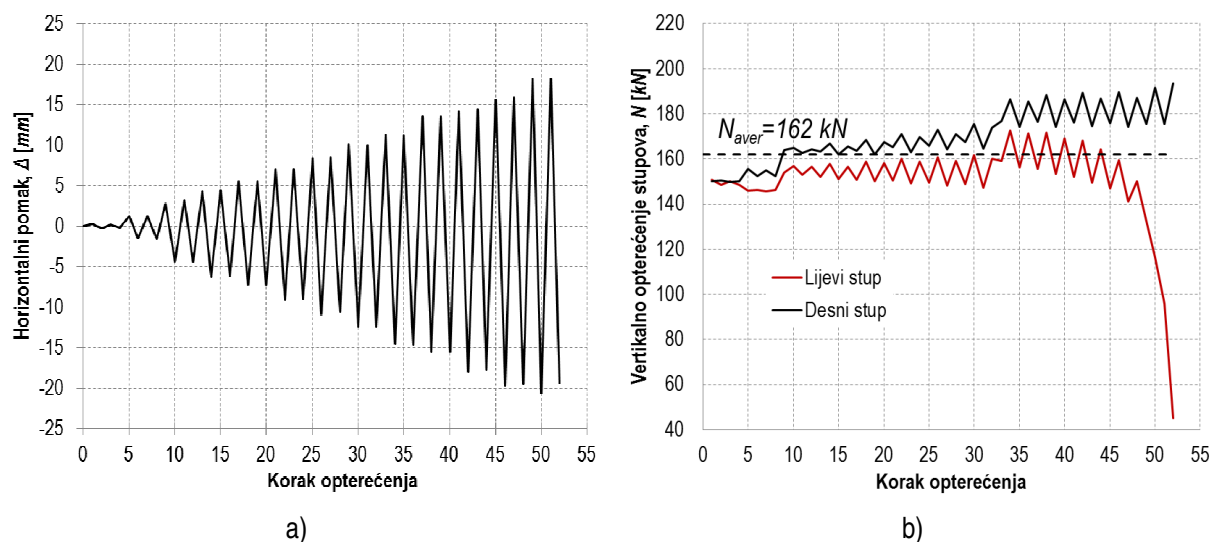 Horizontalni pomak, Δ [mm]
25
20
15
10
5
0
-5
-10
-15
-20
-25
0 5 10 15 20 25 30 35 40 45 50 55
Korak opterećenja
a)
Vertikalno opterećenje stupova, N [kN]
220
200
180
160
140
120
100
80
60
40
N_aver=162 kN
Lijevi stup
Desni stup
0 5 10 15 20 25 30 35 40 45 50 55
Korak opterećenja
b)